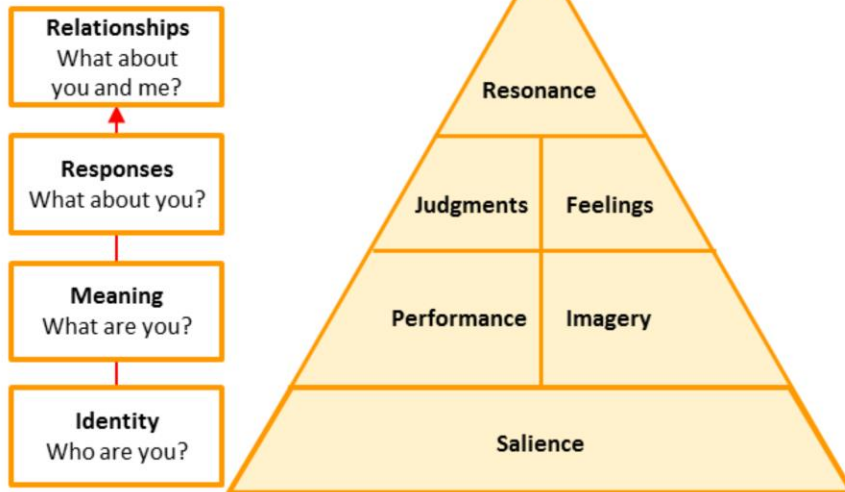 Relationships
What about
you and me?
Resonance
Responses
What about you?
Judgments
Feelings
Meaning
What are you?
Performance
Imagery
Identity
Who are you?
Salience